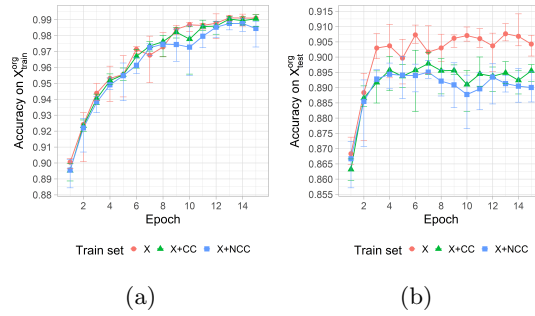 Accuracy on X^org_train
0.99
0.98
0.97
0.96
0.95
0.94
0.93
0.92
0.91
0.90
0.89
0.88
2 4 6 8 10 12 14
Epoch
Train set X X+CC X+NCC
(a)
Accuracy on X^org_test
0.915
0.910
0.905
0.900
0.895
0.890
0.885
0.880
0.875
0.870
0.865
0.860
0.855
2 4 6 8 10 12 14
Epoch
Train set X X+CC X+NCC
(b)